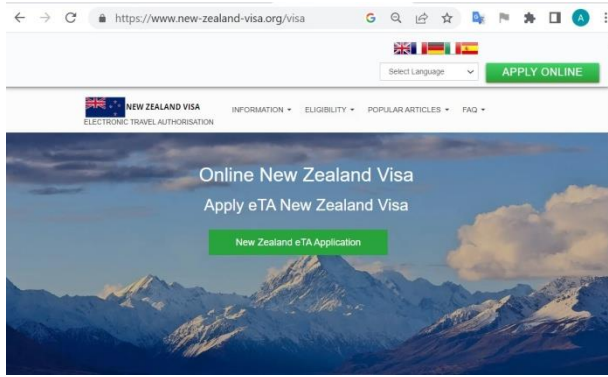 https://www.new-zealand-visa.org/visa
A
Select Language
APPLY ONLINE
NEW ZEALAND VISA
ELECTRONIC TRAVEL AUTHORISATION
INFORMATION ELIGIBILITY POPULAR ARTICLES FAQ
Online New Zealand Visa
Apply eTA New Zealand Visa
New Zealand eTA Application